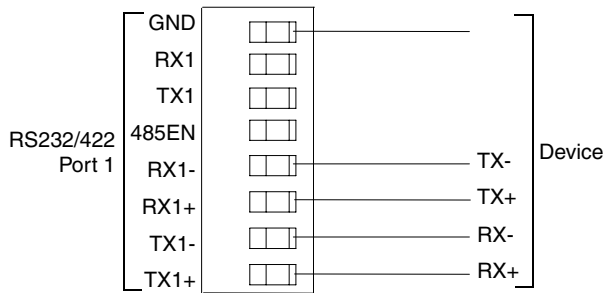 GND
RX1
TX1
RS232/422
Port 1
485EN
RX1-
RX1+
TX1-
TX1+
TX-
TX+
RX-
RX+
Device